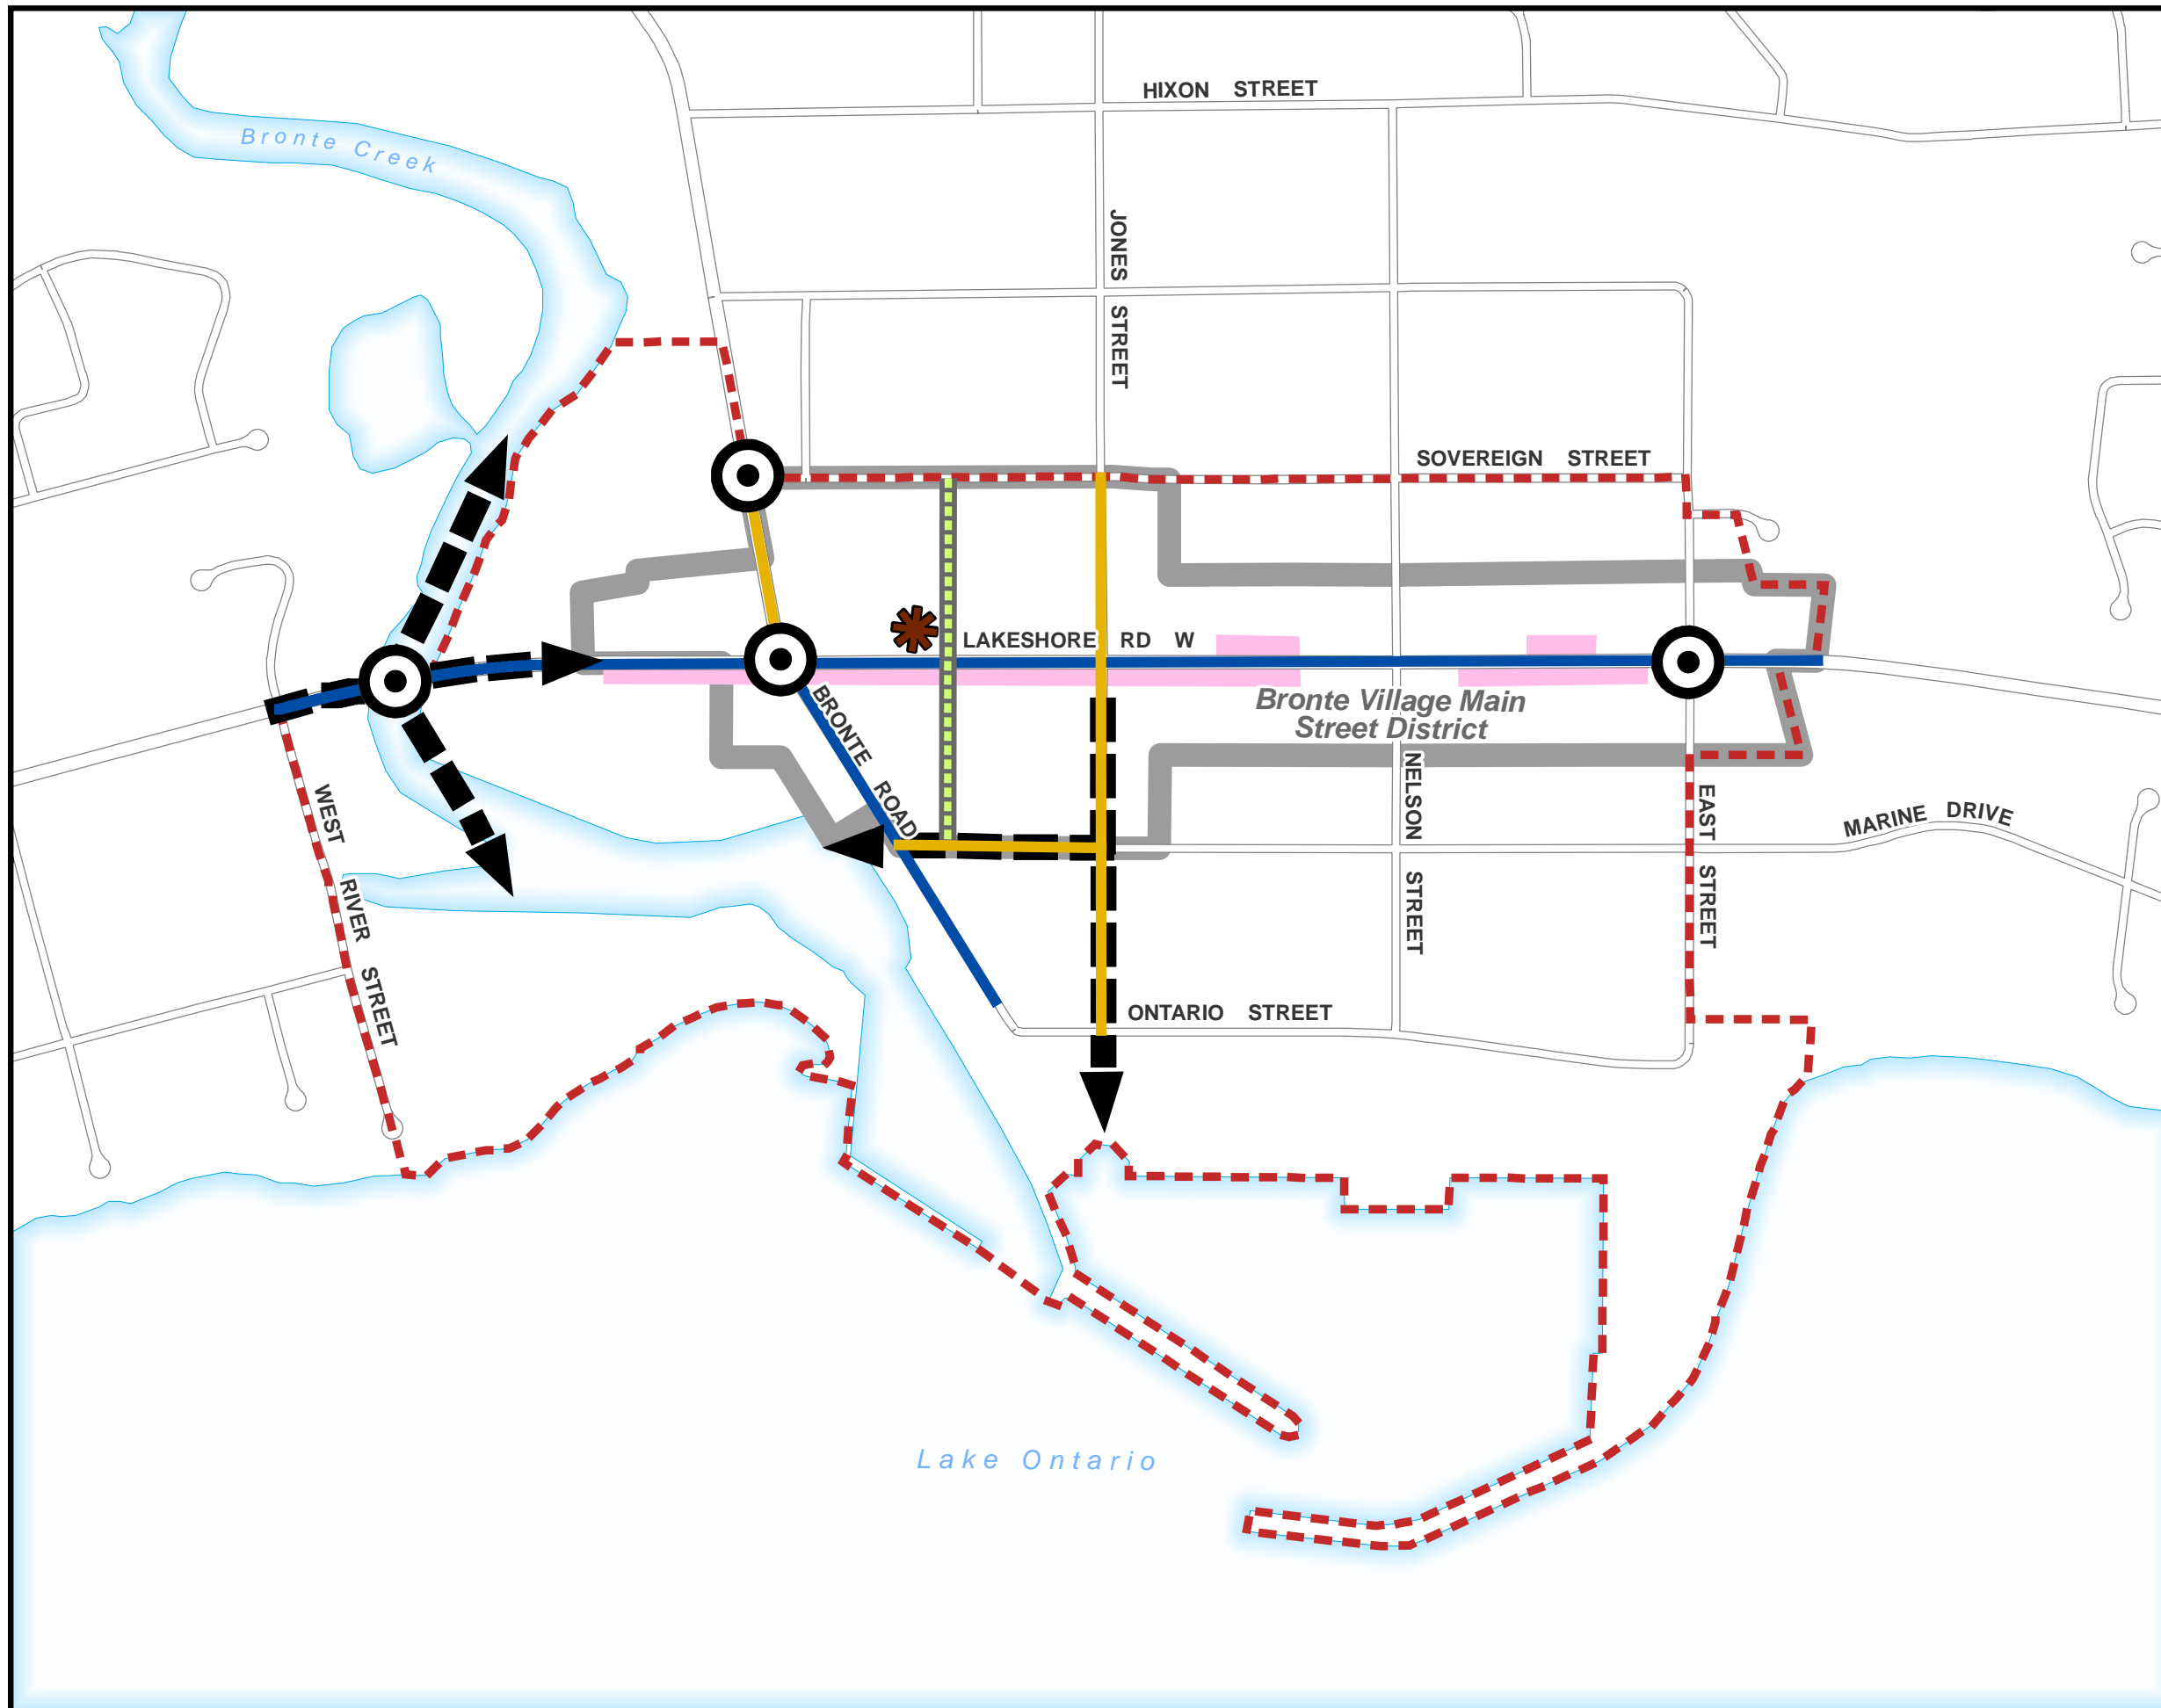 HIXON STREET
Bronte Creek
JONES STREET
SOVEREIGN STREET
LAKESHORE RD W
Bronte Village Main
Street District
BRONTE ROAD
NELSON STREET
EAST STREET
MARINE DRIVE
WEST RIVER STREET
ONTARIO STREET
Lake Ontario